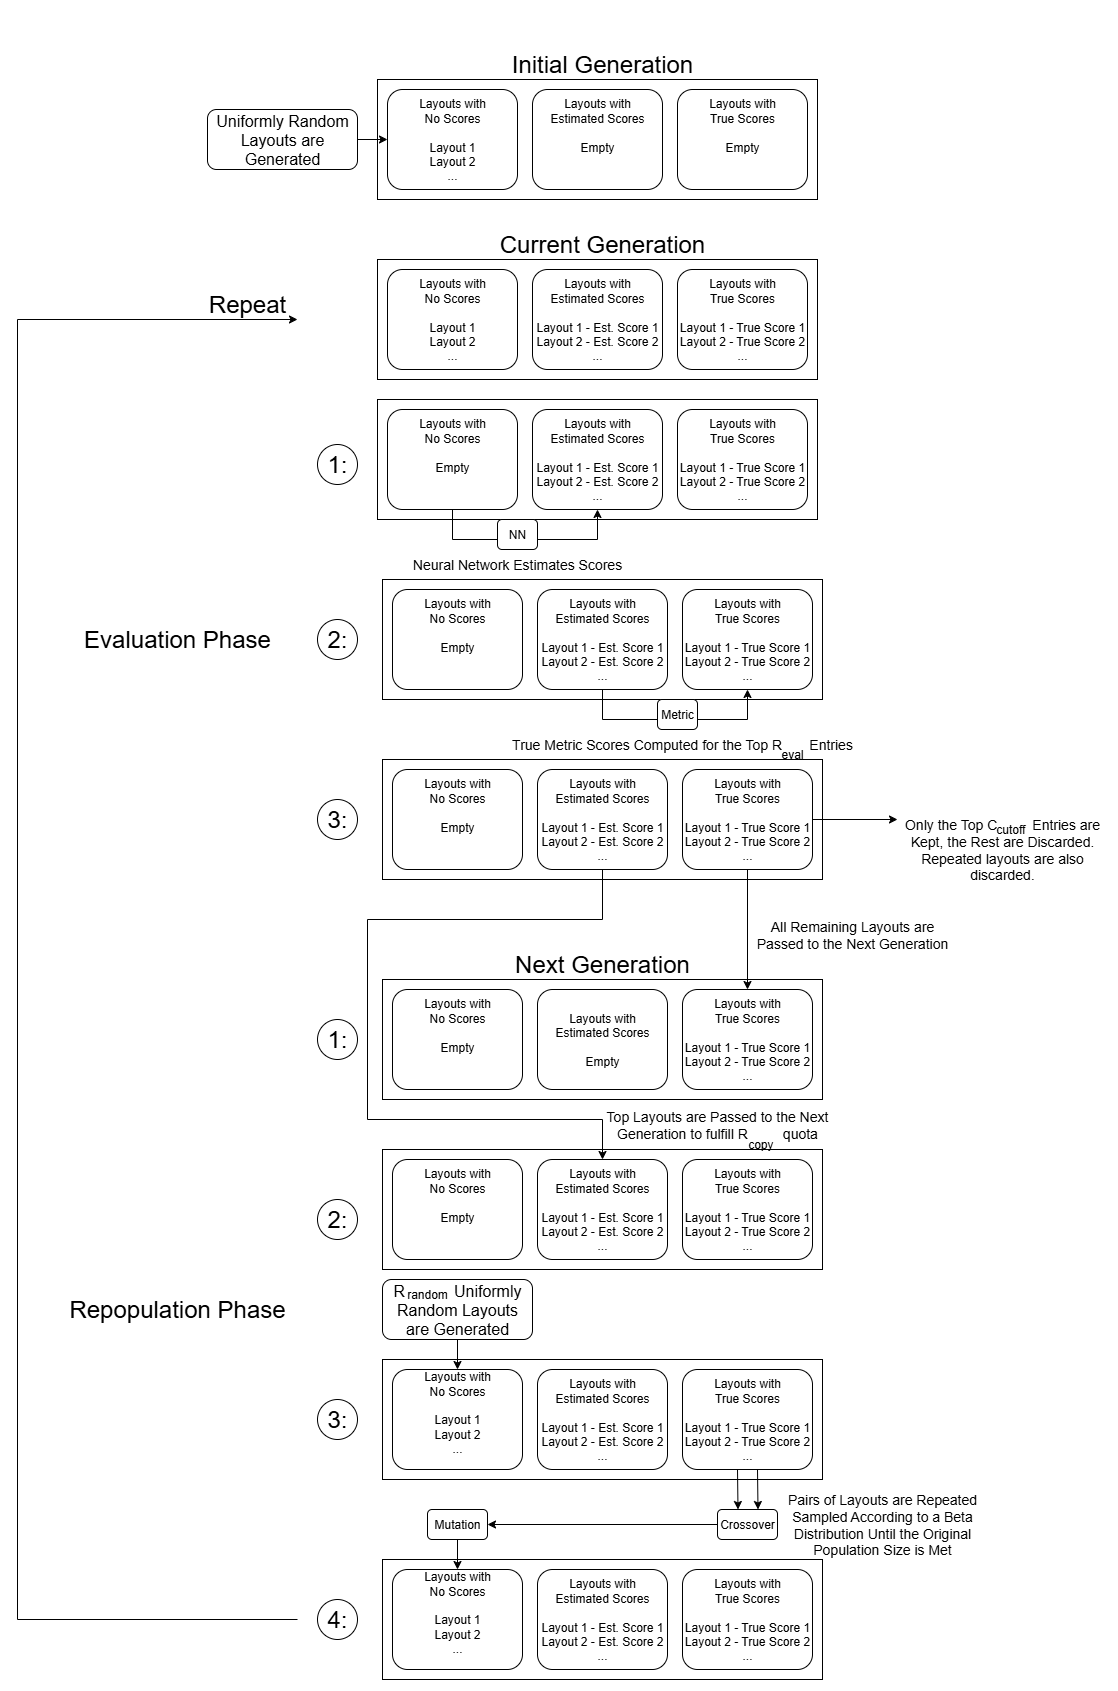 Initial Generation
Uniformly Random
Layouts are
Generated
Layouts with
No Scores
Layout 1
Layout 2
...
Layouts with
Estimated Scores
Empty
Layouts with
True Scores
Empty
Current Generation
Repeat
Layouts with
No Scores
Layout 1
Layout 2
...
Layouts with
Estimated Scores
Layout 1 - Est. Score 1
Layout 2 - Est. Score 2
...
Layouts with
True Scores
Layout 1 - True Score 1
Layout 2 - True Score 2
...
1:
Layouts with
No Scores
Empty
Layouts with
Estimated Scores
Layout 1 - Est. Score 1
Layout 2 - Est. Score 2
...
Layouts with
True Scores
Layout 1 - True Score 1
Layout 2 - True Score 2
...
NN
Neural Network Estimates Scores
Evaluation Phase
2:
Layouts with
No Scores
Empty
Layouts with
Estimated Scores
Layout 1 - Est. Score 1
Layout 2 - Est. Score 2
...
Layouts with
True Scores
Layout 1 - True Score 1
Layout 2 - True Score 2
...
Metric
True Metric Scores Computed for the Top R eval Entries
3:
Layouts with
No Scores
Empty
Layouts with
Estimated Scores
Layout 1 - Est. Score 1
Layout 2 - Est. Score 2
...
Layouts with
True Scores
Layout 1 - True Score 1
Layout 2 - True Score 2
...
Only the Top Ccutoff Entries are
Kept, the Rest are Discarded.
Repeated layouts are also
discarded.
All Remaining Layouts are
Passed to the Next Generation
Next Generation
1:
Layouts with
No Scores
Empty
Layouts with
Estimated Scores
Empty
Layouts with
True Scores
Layout 1 - True Score 1
Layout 2 - True Score 2
...
Top Layouts are Passed to the Next
Generation to fulfill R copy quota
2:
Layouts with
No Scores
Empty
Layouts with
Estimated Scores
Layout 1 - Est. Score 1
Layout 2 - Est. Score 2
...
Layouts with
True Scores
Layout 1 - True Score 1
Layout 2 - True Score 2
...
Repopulation Phase
R random Uniformly
Random Layouts
are Generated
3:
Layouts with
No Scores
Layout 1
Layout 2
...
Layouts with
Estimated Scores
Layout 1 - Est. Score 1
Layout 2 - Est. Score 2
...
Layouts with
True Scores
Layout 1 - True Score 1
Layout 2 - True Score 2
...
Mutation
Crossover
Pairs of Layouts are Repeated
Sampled According to a Beta
Distribution Until the Original
Population Size is Met
4:
Layouts with
No Scores
Layout 1
Layout 2
...
Layouts with
Estimated Scores
Layout 1 - Est. Score 1
Layout 2 - Est. Score 2
...
Layouts with
True Scores
Layout 1 - True Score 1
Layout 2 - True Score 2
...